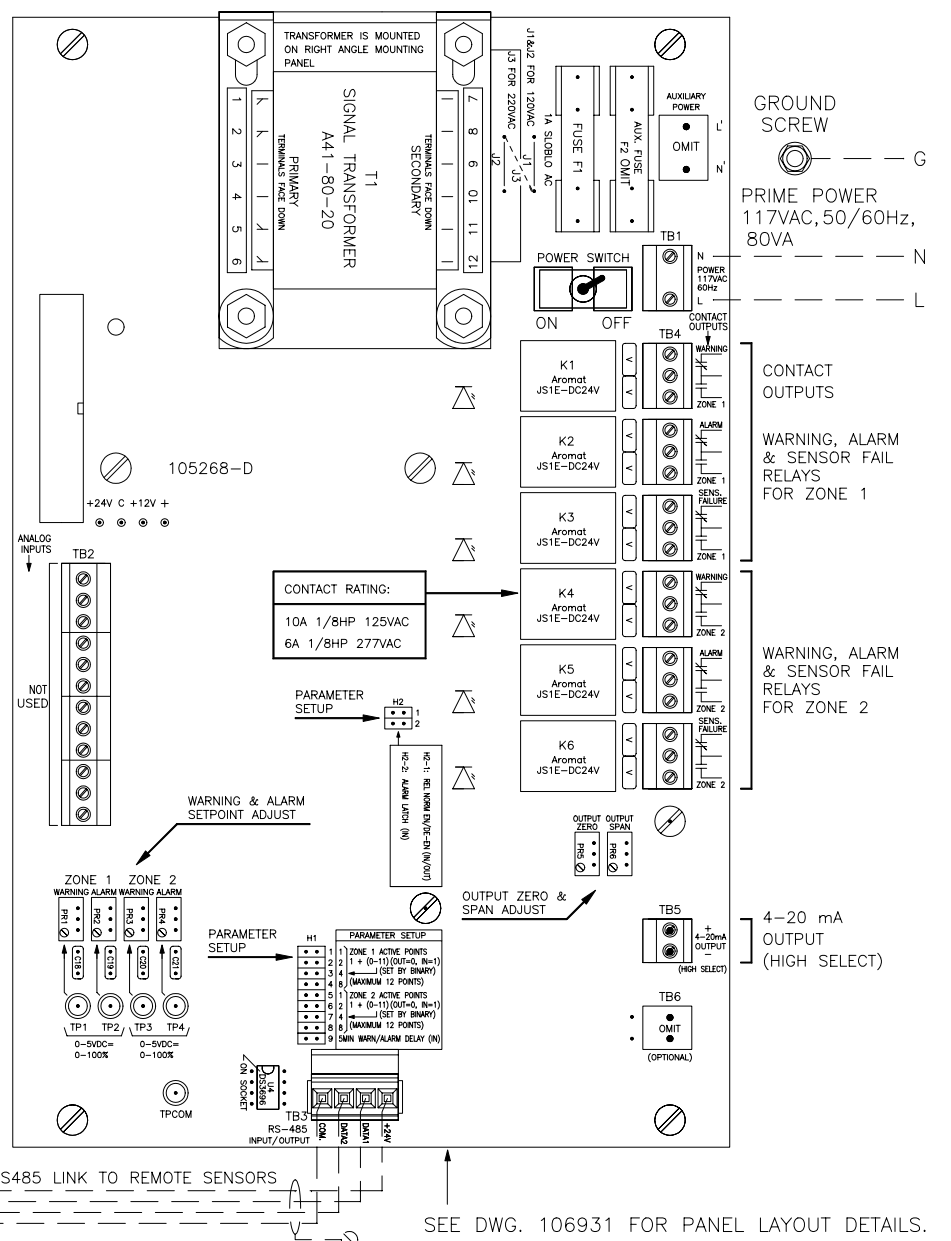 TRANSFORMER IS MOUNTED
ON RIGHT ANGLE MOUNTING
PANEL
1
2
3
4
5
6
PRIMARY
TERMINALS FACE DOWN
T1
SIGNAL TRANSFORMER
A41-80-20
SECONDARY
TERMINALS FACE DOWN
7
8
9
10
11
12
J1&J2 FOR 120VAC
J3 FOR 220VAC
J2
J1
J3
1A SLOBLO AC
FUSE F1
AUX. FUSE
F2 OMIT
AUXILIARY
POWER
L'
OMIT
N'
GROUND
SCREW
G
PRIME POWER
117VAC,50/60Hz,
80VA
TB1
N
POWER
117VAC
60Hz
L
N
L
POWER SWITCH
ON OFF
CONTACT
OUTPUTS
TB4
K1
Aromat
JS1E-DC24V
V
V
WARNING
ZONE 1
K2
Aromat
JS1E-DC24V
V
V
ALARM
ZONE 1
K3
Aromat
JS1E-DC24V
V
V
SENS.
FAILURE
ZONE 1
CONTACT
OUTPUTS
WARNING, ALARM
& SENSOR FAIL
RELAYS
FOR ZONE 1
K4
Aromat
JS1E-DC24V
V
V
WARNING
ZONE 2
K5
Aromat
JS1E-DC24V
V
V
ALARM
ZONE 2
K6
Aromat
JS1E-DC24V
V
V
SENS.
FAILURE
ZONE 2
WARNING, ALARM
& SENSOR FAIL
RELAYS
FOR ZONE 2
105268-D
+24V C +12V +
ANALOG
INPUTS
TB2
NOT
USED
CONTACT RATING:
10A 1/8HP 125VAC
6A 1/8HP 277VAC
PARAMETER
SETUP
H2
1
2
H2-1: REL NORM EN/DE-EN (IN/OUT)
H2-2: ALARM LATCH (IN)
WARNING & ALARM
SETPOINT ADJUST
ZONE 1 ZONE 2
WARNING ALARM WARNING ALARM
PR1
PR2
PR3
PR4
C18
C19
C20
C21
TP1 TP2 TP3 TP4
0-5VDC=
0-100%
0-5VDC=
0-100%
TPCOM
OUTPUT
ZERO
OUTPUT
SPAN
PR5
PR6
OUTPUT ZERO &
SPAN ADJUST
PARAMETER
SETUP
H1
PARAMETER SETUP
1 1 ZONE 1 ACTIVE POINTS
2 2 1 + (0-11)(OUT=0, IN=1)
3 4 (SET BY BINARY)
4 8 (MAXIMUM 12 POINTS)
5 1 ZONE 2 ACTIVE POINTS
6 2 1 + (0-11)(OUT=0, IN=1)
7 4 (SET BY BINARY)
8 8 (MAXIMUM 12 POINTS)
9 5MIN WARN/ALARM DELAY (IN)
TB5
+
4-20mA
OUTPUT
-
(HIGH SELECT)
4-20 mA
OUTPUT
(HIGH SELECT)
TB6
OMIT
(OPTIONAL)
ON SOCKET
U4
DS3696
TB3
RS-485
INPUT/OUTPUT
COM.
DATA2
DATA1
+24V
S485 LINK TO REMOTE SENSORS
SEE DWG. 106931 FOR PANEL LAYOUT DETAILS.